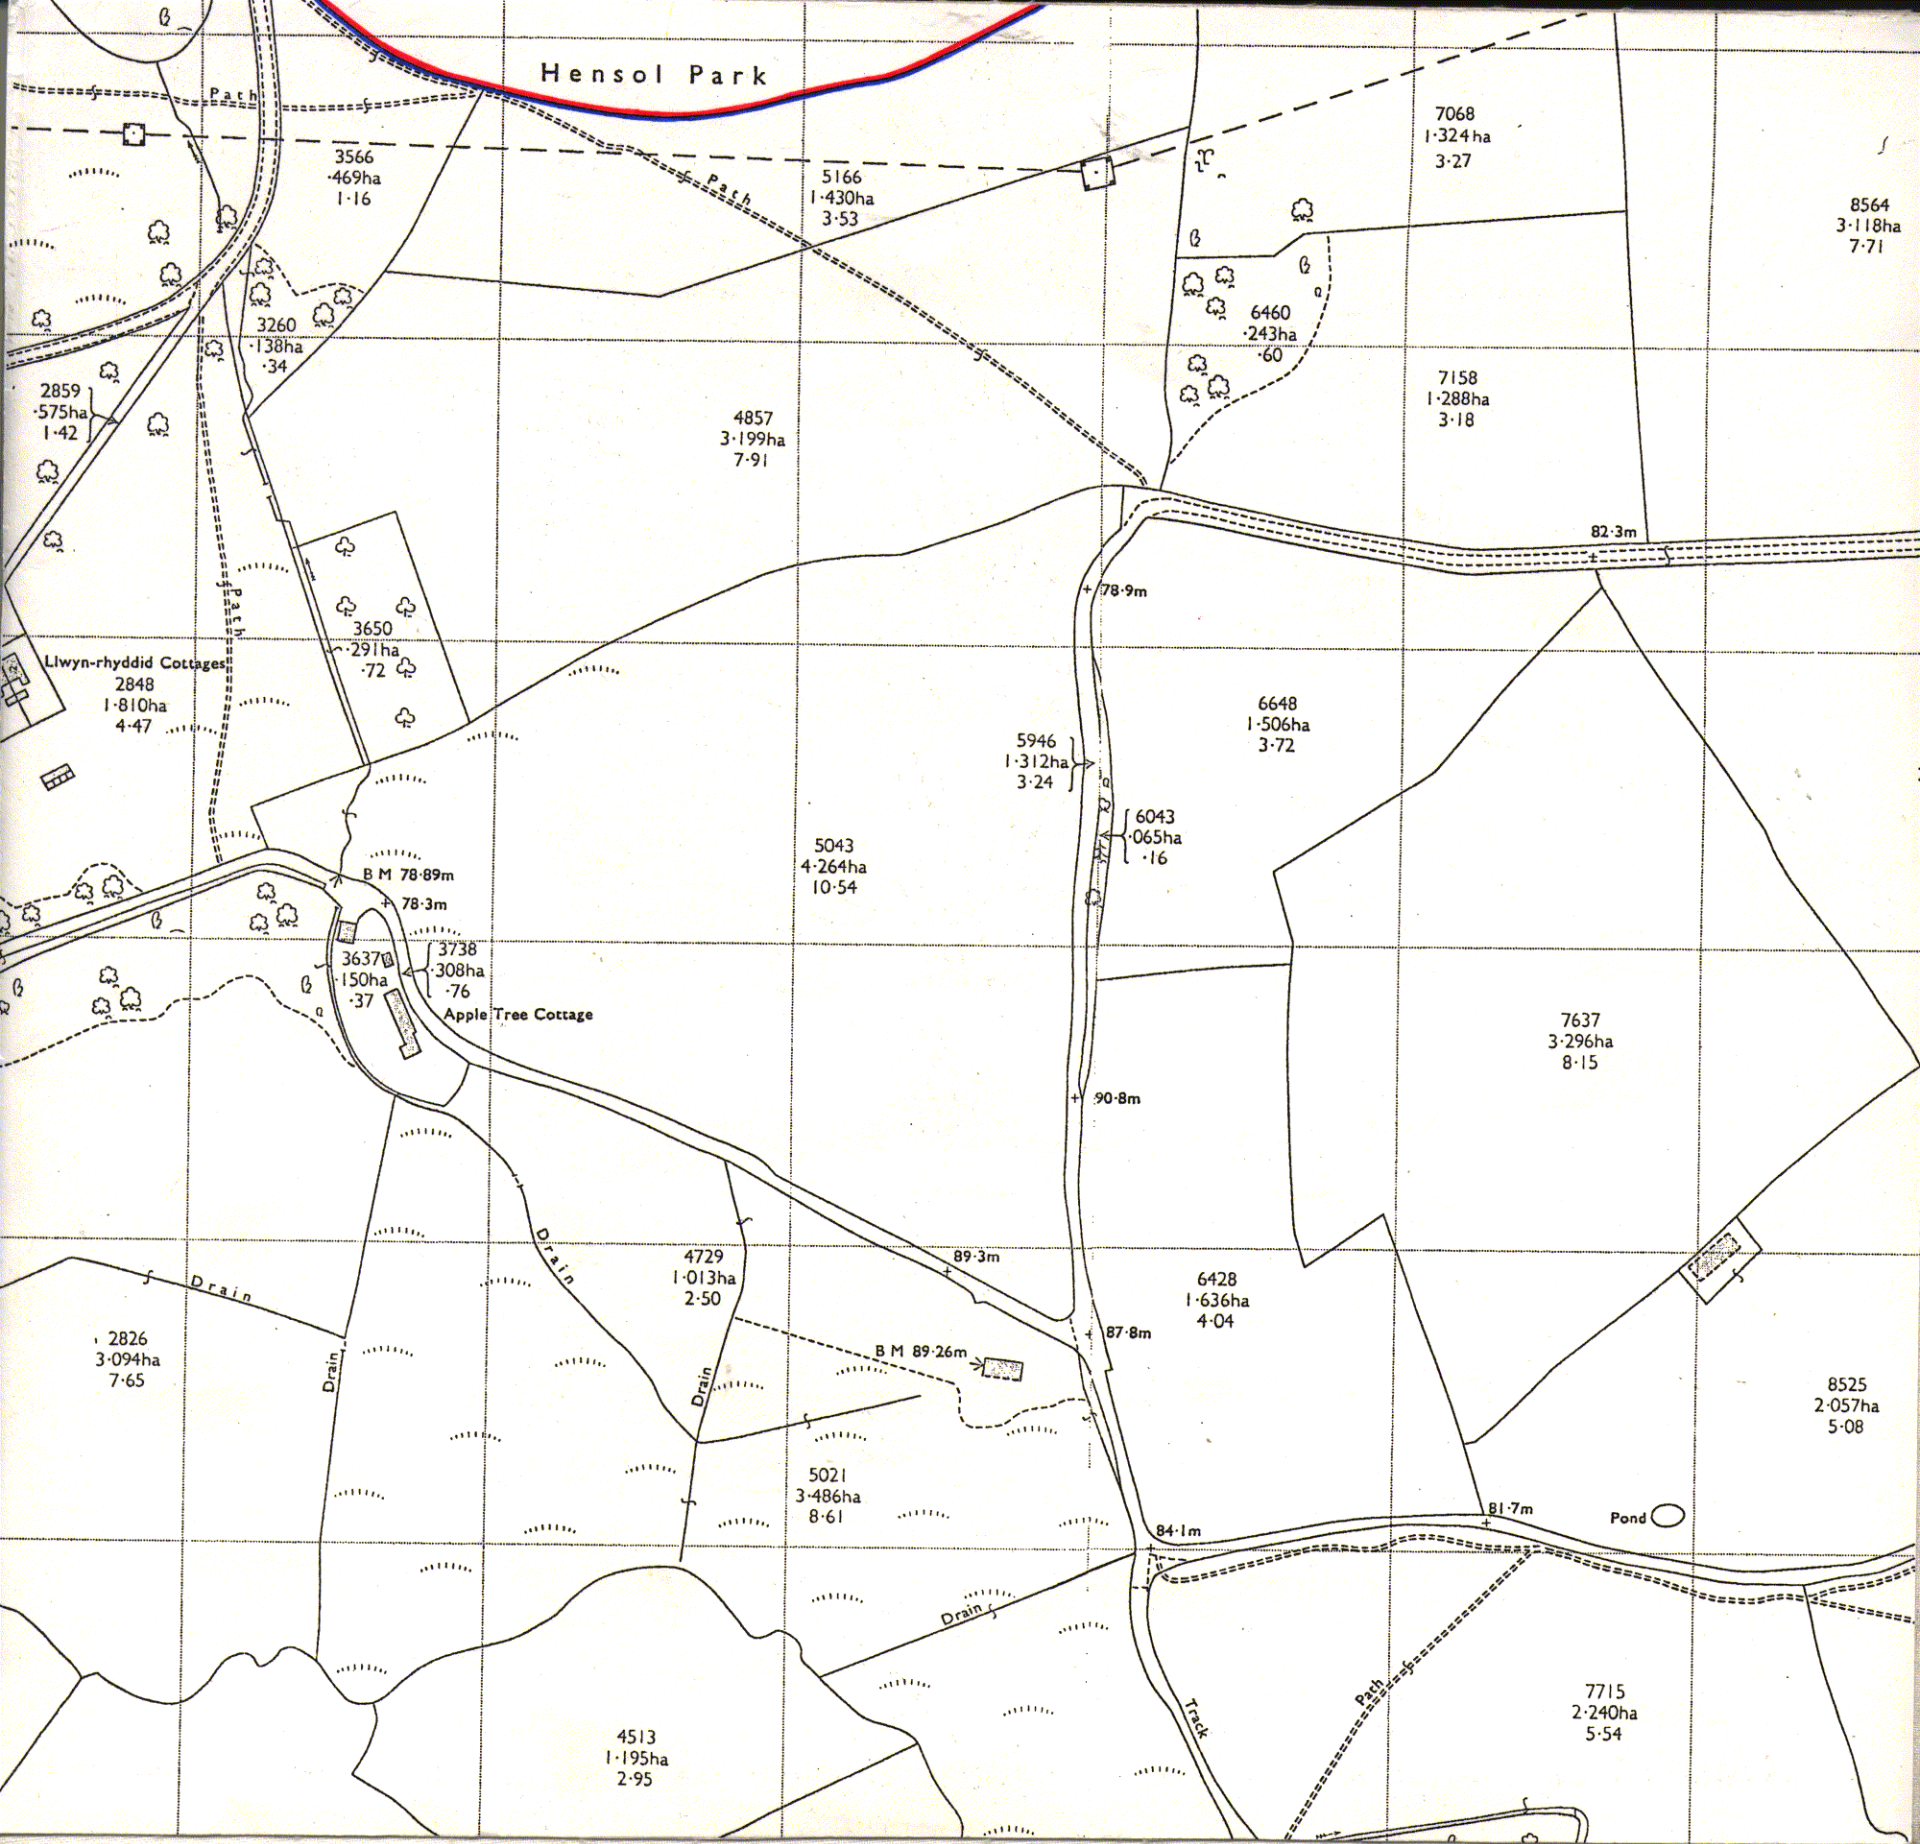 Hensol Park
Path
3566
·469ha
1·16
Path
5166
1·430ha
3·53
7068
1·324ha
3·27
8564
3·118ha
7·71
3260
·138ha
·34
6460
·243ha
·60
2859
·575ha
1·42
4857
3·199ha
7·91
7158
1·288ha
3·18
82·3m
78·9m
Path
3650
·291ha
·72
Llwyn-rhyddid Cottages
2848
1·810ha
4·47
6648
1·506ha
3·72
5946
1·312ha
3·24
6043
·065ha
·16
5043
4·264ha
10·54
B M 78·89m
78·3m
3637
·150ha
·37
3738
·308ha
·76
Apple Tree Cottage
7637
3·296ha
8·15
90·8m
Drain
4729
1·013ha
2·50
89·3m
6428
1·636ha
4·04
Drain
2826
3·094ha
7·65
Drain
Drain
B M 89·26m
87·8m
8525
2·057ha
5·08
5021
3·486ha
8·61
84·1m
81·7m
Pond
Drain
Track
Path
7715
2·240ha
5·54
4513
1·195ha
2·95